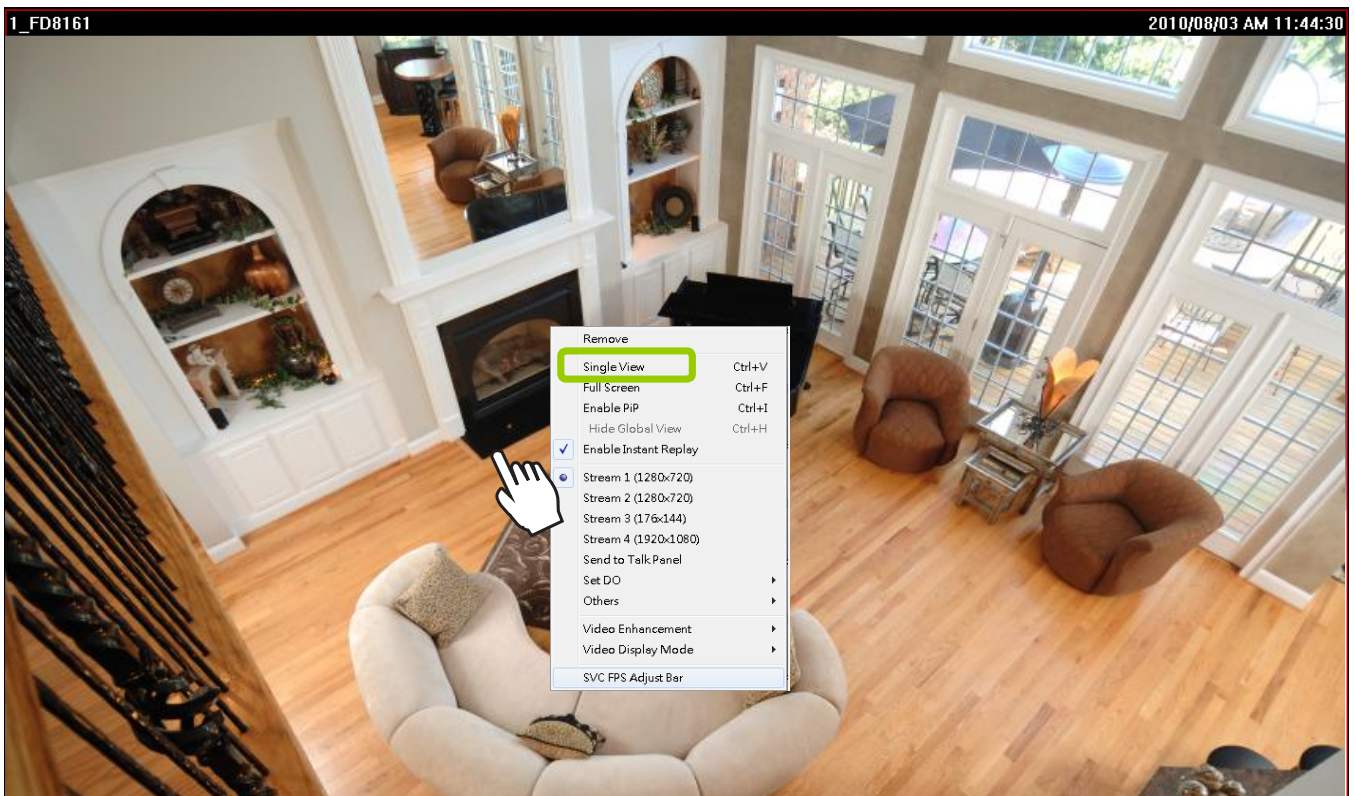 1_FD8161 2010/08/03 AM 11:44:30
Remove
Single View Ctrl+V
Full Screen Ctrl+F
Enable PiP Ctrl+I
Hide Global View Ctrl+H
Enable Instant Replay
Stream 1 (1280x720)
Stream 2 (1280x720)
Stream 3 (176x144)
Stream 4 (1920x1080)
Send to Talk Panel
Set DO
Others
Video Enhancement
Video Display Mode
SVC FPS Adjust Bar